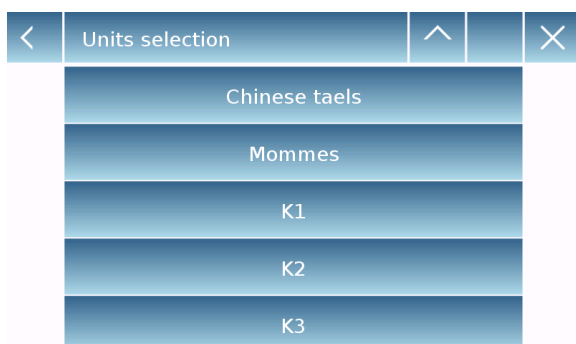 Units selection
Chinese taels
Mommes
K1
K2
K3